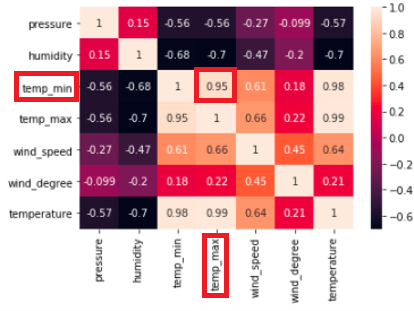 pressure 1 0.15 -0.56 -0.56 -0.27 -0.099 -0.57
humidity 0.15 1 -0.68 -0.7 -0.47 -0.2 -0.7
temp_min -0.56 -0.68 1 0.95 0.61 0.18 0.98
temp_max -0.56 -0.7 0.95 1 0.66 0.22 0.99
wind_speed -0.27 -0.47 0.61 0.66 1 0.45 0.64
wind_degree -0.099 -0.2 0.18 0.22 0.45 1 0.21
temperature -0.57 -0.7 0.98 0.99 0.64 0.21 1
pressure
humidity
temp_min
temp_max
wind_speed
wind_degree
temperature
1.0
0.8
0.6
0.4
0.2
0.0
−0.2
−0.4
−0.6